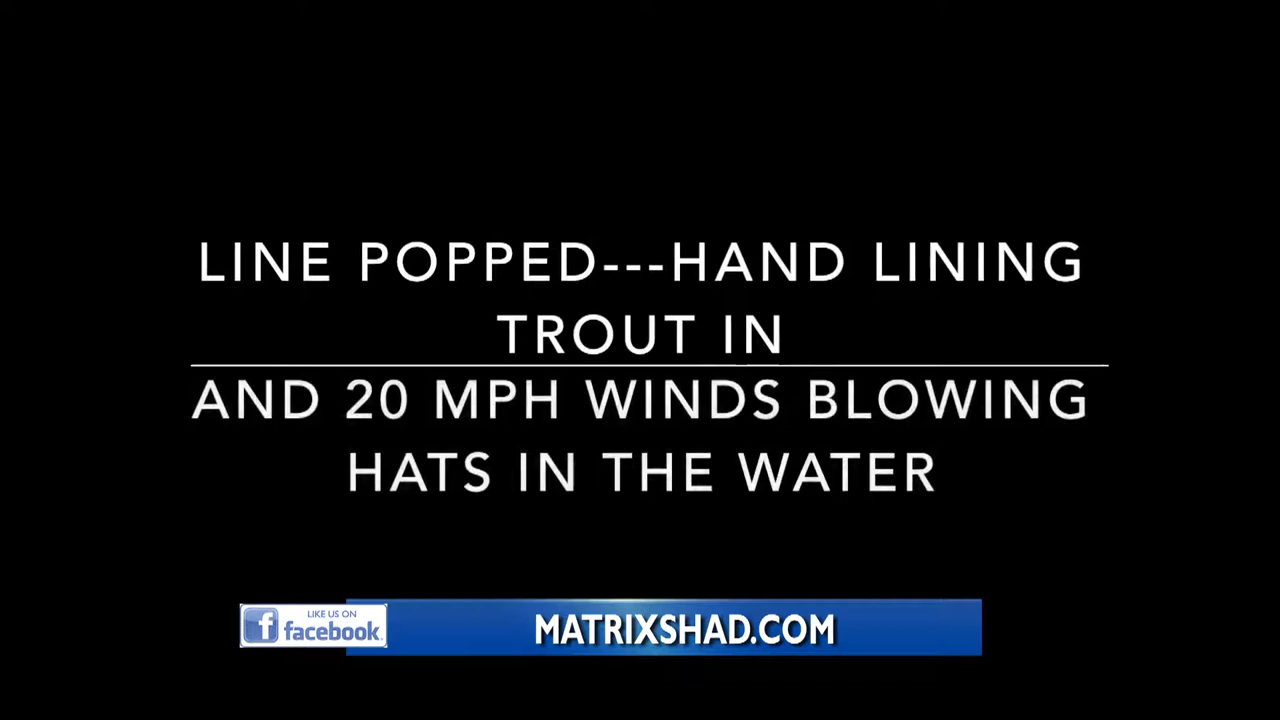 LINE POPPED---HAND LINING
TROUT IN
AND 20 MPH WINDS BLOWING
HATS IN THE WATER
LIKE US ON
facebook
MATRIXSHAD.COM